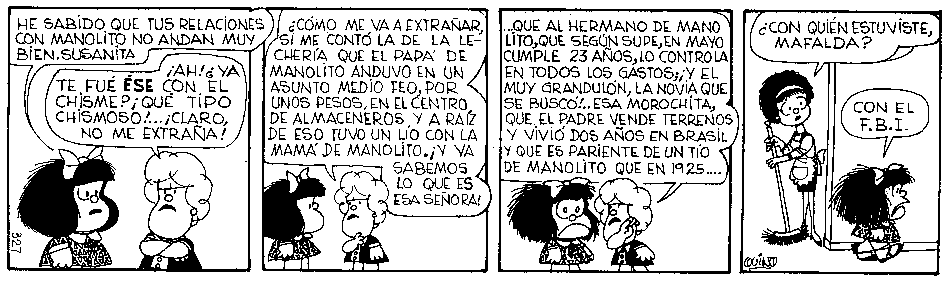 HE SABIDO QUE TUS RELACIONES
CON MANOLITO NO ANDAN MUY
BIEN, SUSANITA
¡AH!¿YA
TE FUÉ ÉSE CON EL
CHISME?¡QUÉ TIPO
CHISMOSO!...¡CLARO,
NO ME EXTRAÑA!
327
¿CÓMO ME VA A EXTRAÑAR,
SI ME CONTÓ LA DE LA LE-
CHERÍA QUE EL PAPÁ DE
MANOLITO ANDUVO EN UN
ASUNTO MEDIO FEO, POR
UNOS PESOS, EN EL CENTRO
DE ALMACENEROS, Y A RAÍZ
DE ESO TUVO UN LÍO CON LA
MAMÁ DE MANOLITO.¡Y YA
SABEMOS
LO QUE ES
ESA SEÑORA!
...QUE AL HERMANO DE MANO
LITO, QUE SEGÚN SUPE, EN MAYO
CUMPLE 23 AÑOS, LO CONTROLA
EN TODOS LOS GASTOS;¡Y EL
MUY GRANDULÓN, LA NOVIA QUE
SE BUSCÓ!..ESA MOROCHITA,
QUE EL PADRE VENDE TERRENOS
Y VIVIÓ DOS AÑOS EN BRASIL
Y QUE ES PARIENTE DE UN TÍO
DE MANOLITO QUE EN 1925....
¿CON QUIÉN ESTUVISTE,
MAFALDA?
CON EL
F.B.I.
QUINO